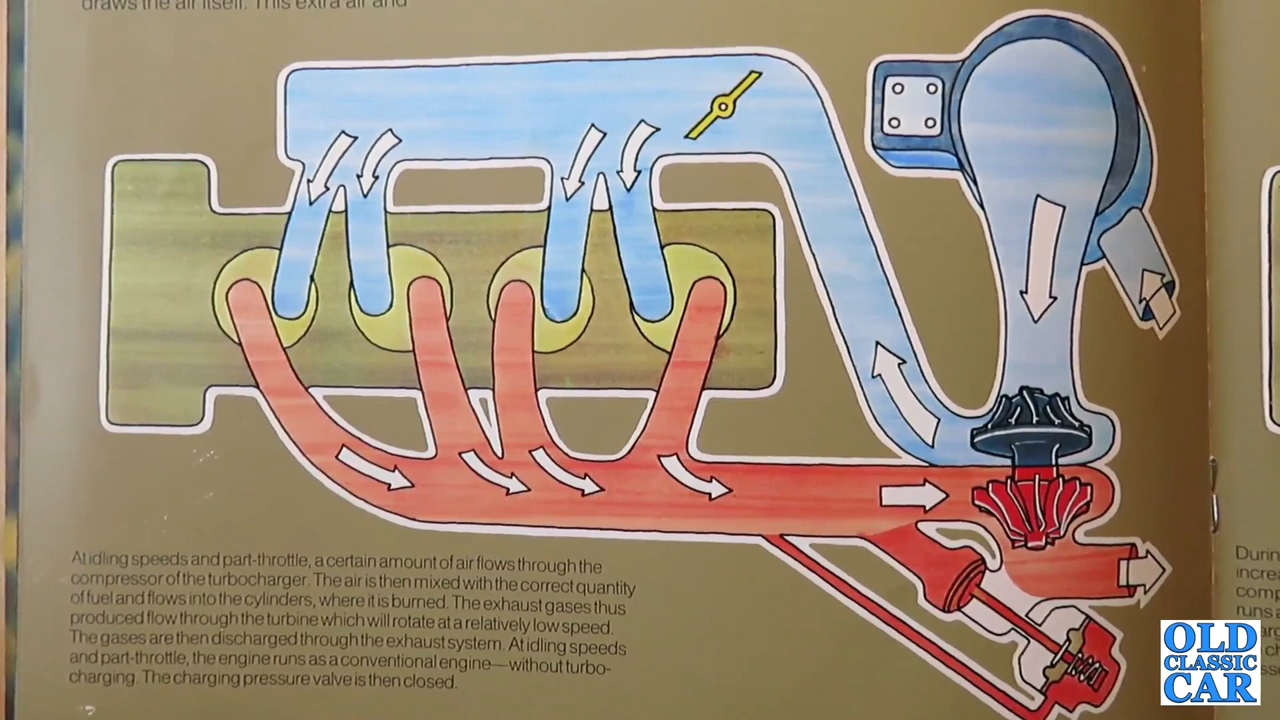 draws the air itself. This extra air and
At idling speeds and part-throttle, a certain amount of air flows through the
compressor of the turbocharger. The air is then mixed with the correct quantity
of fuel and flows into the cylinders, where it is burned. The exhaust gases thus
produced flow through the turbine which will rotate at a relatively low speed.
The gases are then discharged through the exhaust system. At idling speeds
and part-throttle, the engine runs as a conventional engine—without turbo-
charging. The charging pressure valve is then closed.
Durin
increa
comp
runs a
OLD
CLASSIC
CAR